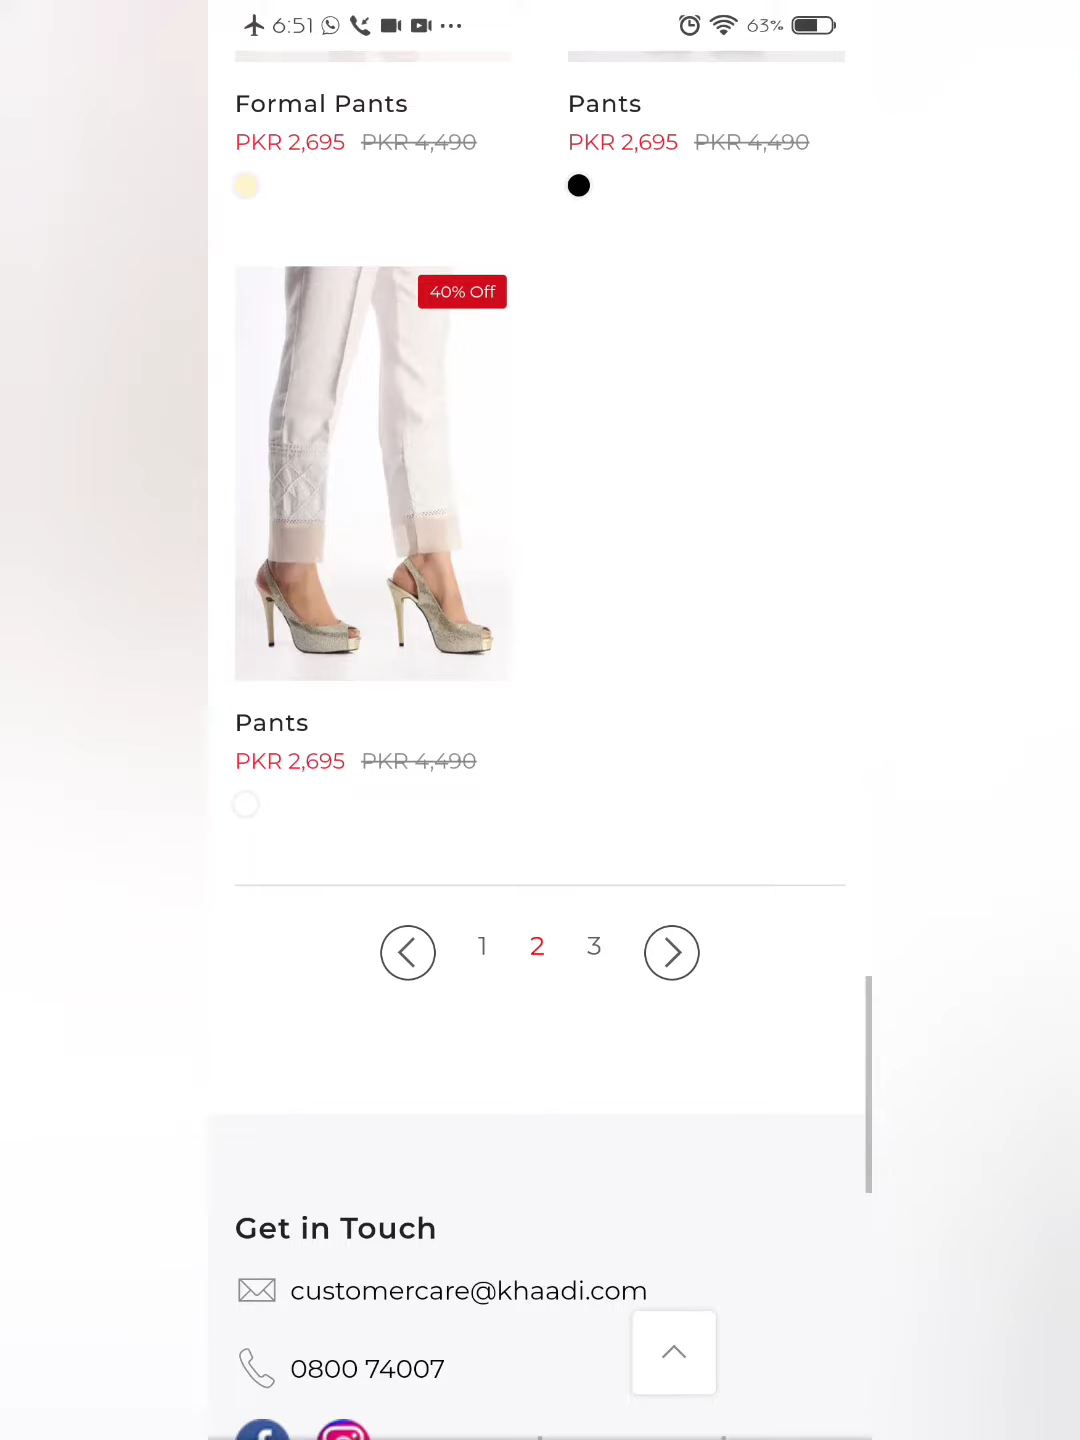 6:51
63%
Formal Pants
PKR 2,695 PKR 4,490
Pants
PKR 2,695 PKR 4,490
40% Off
Pants
PKR 2,695 PKR 4,490
1 2 3
Get in Touch
customercare@khaadi.com
0800 74007